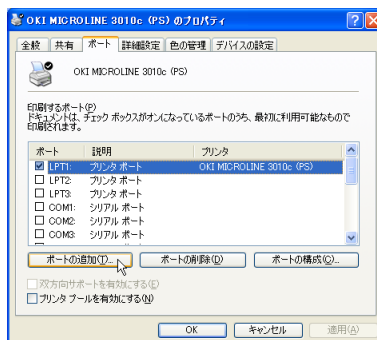 OKI MICROLINE 3010c (PS) のプロパティ
全般 共有 ポート 詳細設定 色の管理 デバイスの設定
OKI MICROLINE 3010c (PS)
印刷するポート(P)
ドキュメントは、チェック ボックスがオンになっているポートのうち、最初に利用可能なもので
印刷されます。
ポート 説明 プリンタ
LPT1: プリンタ ポート OKI MICROLINE 3010c (PS)
LPT2: プリンタ ポート
LPT3: プリンタ ポート
COM1: シリアル ポート
COM2: シリアル ポート
COM3: シリアル ポート
ポートの追加(T)... ポートの削除(D) ポートの構成(C)...
双方向サポートを有効にする(E)
プリンタ プールを有効にする(N)
OK キャンセル 適用(A)